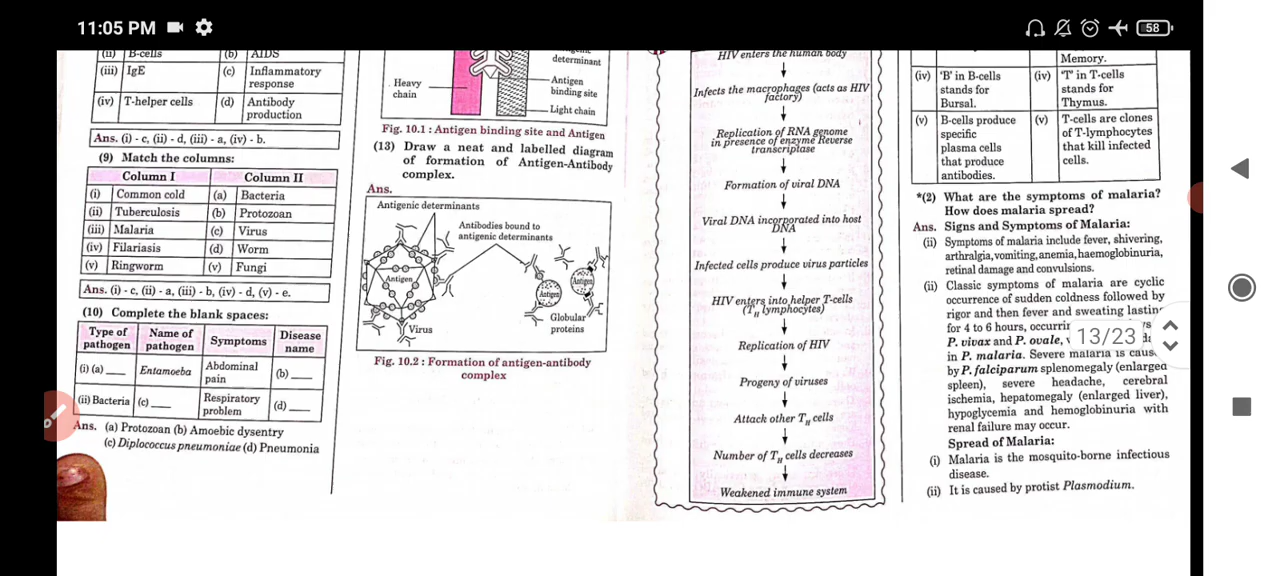 11:05 PM
58
(ii) B-cells (b) AIDS
(iii) IgE (c) Inflammatory
response
(iv) T-helper cells (d) Antibody
production
Ans. (i) - c, (ii) - d, (iii) - a, (iv) - b.
(9) Match the columns:
Column I Column II
(i) Common cold (a) Bacteria
(ii) Tuberculosis (b) Protozoan
(iii) Malaria (c) Virus
(iv) Filariasis (d) Worm
(v) Ringworm (v) Fungi
Ans. (i) - c, (ii) - a, (iii) - b, (iv) - d, (v) - e.
(10) Complete the blank spaces:
Type of pathogen Name of pathogen Symptoms Disease name
(i) (a) ___ Entamoeba Abdominal pain (b) ___
(ii) Bacteria (c) ___ Respiratory problem (d) ___
Ans. (a) Protozoan (b) Amoebic dysentry
(c) Diplococcus pneumoniae (d) Pneumonia
determinant
Heavy
chain
Antigen
binding site
Light chain
Fig. 10.1 : Antigen binding site and Antigen
(13) Draw a neat and labelled diagram
of formation of Antigen-Antibody
complex.
Ans.
Antigenic determinants
Antibodies bound to
antigenic determinants
Antigen
Antigen
Antigen
Globular
proteins
Virus
Fig. 10.2 : Formation of antigen-antibody
complex
HIV enters the human body
Infects the macrophages (acts as HIV
factory)
Replication of RNA genome
in presence of enzyme Reverse
transcriptase
Formation of viral DNA
Viral DNA incorporated into host
DNA
Infected cells produce virus particles
HIV enters into helper T-cells
(TH lymphocytes)
Replication of HIV
Progeny of viruses
Attack other TH cells
Number of TH cells decreases
Weakened immune system
Memory.
(iv) 'B' in B-cells (iv) 'T' in T-cells
stands for stands for
Bursal. Thymus.
(v) B-cells produce (v) T-cells are clones
specific of T-lymphocytes
plasma cells that kill infected
that produce cells.
antibodies.
*(2) What are the symptoms of malaria?
How does malaria spread?
Ans. Signs and Symptoms of Malaria:
(ii) Symptoms of malaria include fever, shivering,
arthralgia, vomiting, anemia, haemoglobinuria,
retinal damage and convulsions.
(ii) Classic symptoms of malaria are cyclic
occurrence of sudden coldness followed by
rigor and then fever and sweating lasting
for 4 to 6 hours,
13/23
P. vivax and P. ovale,
in P. malaria. Severe malaria is
by P. falciparum splenomegaly (enlarged
spleen), severe headache, cerebral
ischemia, hepatomegaly (enlarged liver),
hypoglycemia and hemoglobinuria with
renal failure may occur.
Spread of Malaria:
(i) Malaria is the mosquito-borne infectious
disease.
(ii) It is caused by protist Plasmodium.